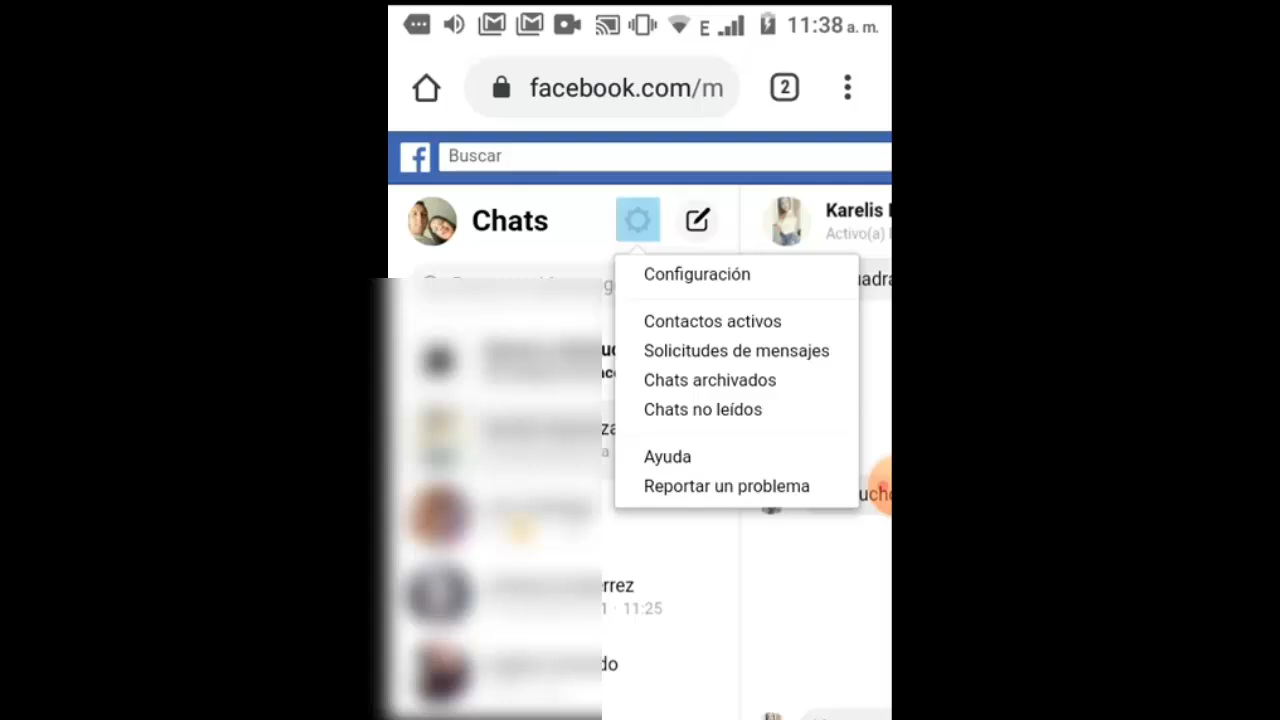 E 11:38 a. m.
facebook.com/m 2
Buscar
Chats
Karelis
Activo(a)
Configuración
Contactos activos
Solicitudes de mensajes
Chats archivados
Chats no leídos
Ayuda
Reportar un problema
rrez
1 · 11:25
do